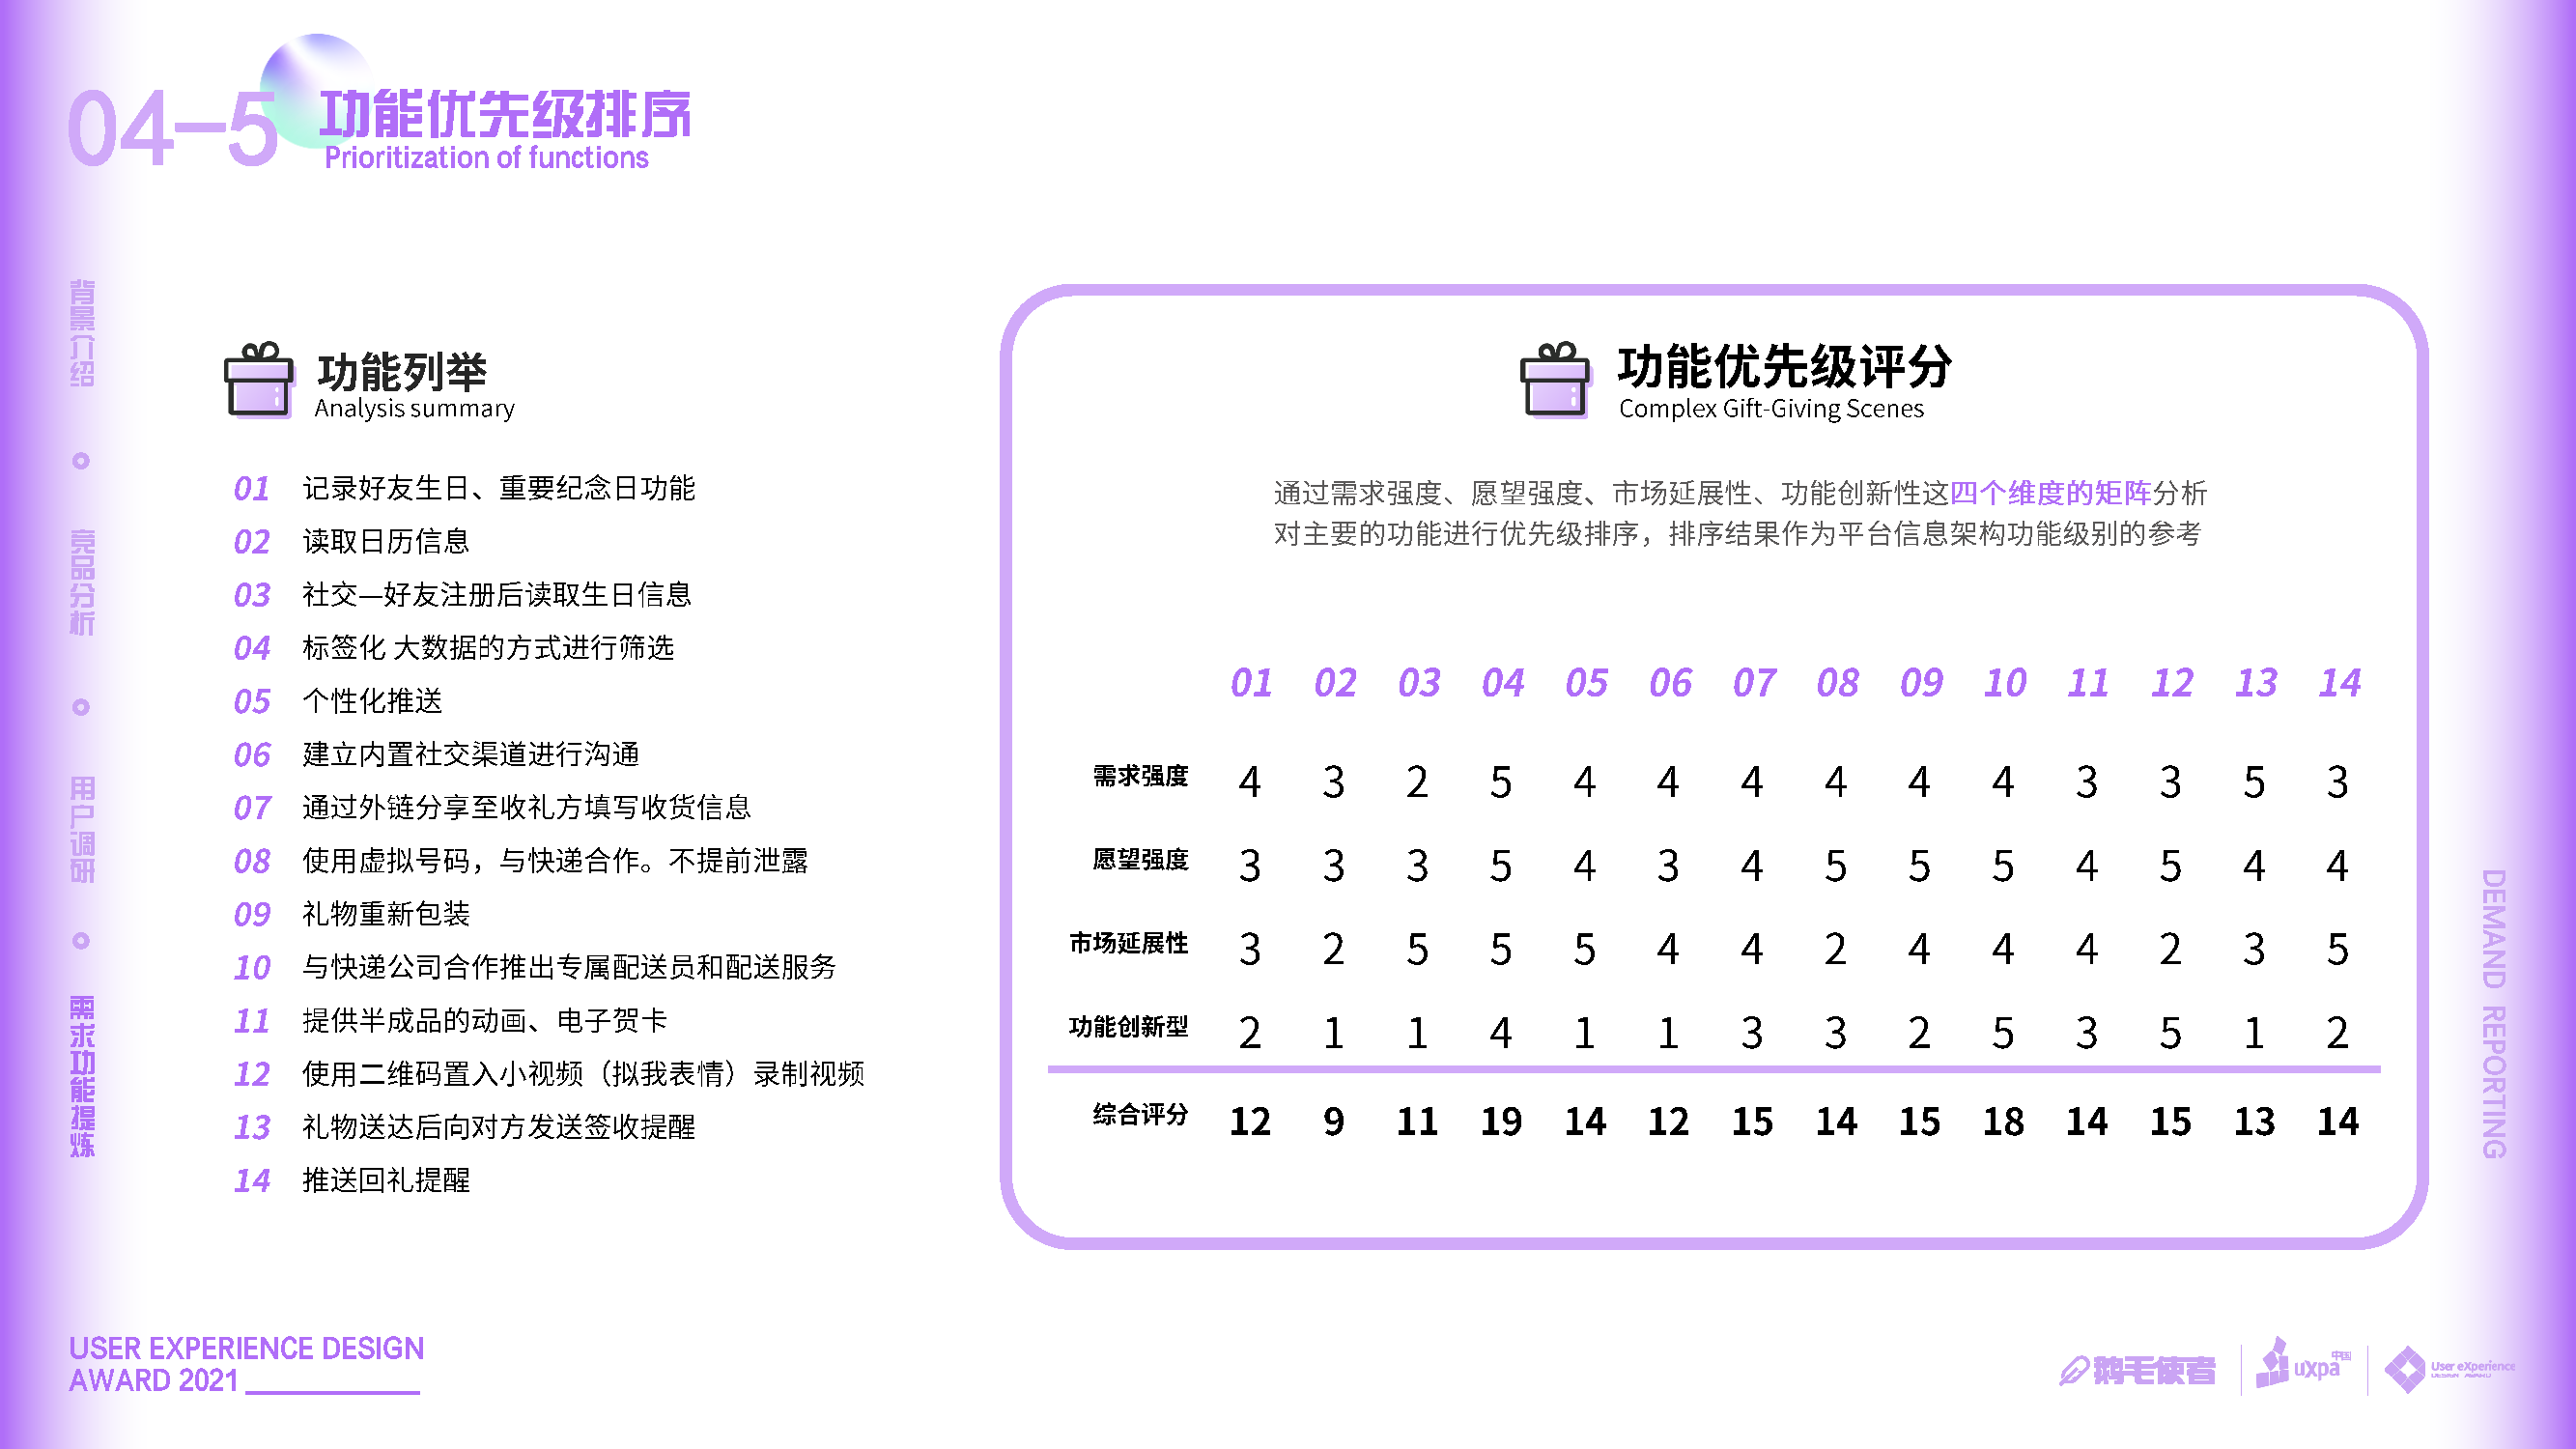 04–5
功能优先级排序
Prioritization of functions
背景介绍
竞品分析
用户调研
需求功能提炼
功能列举
Analysis summary
01 记录好友生日、重要纪念日功能
02 读取日历信息
03 社交—好友注册后读取生日信息
04 标签化 大数据的方式进行筛选
05 个性化推送
06 建立内置社交渠道进行沟通
07 通过外链分享至收礼方填写收货信息
08 使用虚拟号码，与快递合作。不提前泄露
09 礼物重新包装
10 与快递公司合作推出专属配送员和配送服务
11 提供半成品的动画、电子贺卡
12 使用二维码置入小视频（拟我表情）录制视频
13 礼物送达后向对方发送签收提醒
14 推送回礼提醒
功能优先级评分
Complex Gift-Giving Scenes
通过需求强度、愿望强度、市场延展性、功能创新性这四个维度的矩阵分析
对主要的功能进行优先级排序，排序结果作为平台信息架构功能级别的参考
01 02 03 04 05 06 07 08 09 10 11 12 13 14
需求强度 4 3 2 5 4 4 4 4 4 4 3 3 5 3
愿望强度 3 3 3 5 4 3 4 5 5 5 4 5 4 4
市场延展性 3 2 5 5 5 4 4 2 4 4 4 2 3 5
功能创新型 2 1 1 4 1 1 3 3 2 5 3 5 1 2
综合评分 12 9 11 19 14 12 15 14 15 18 14 15 13 14
DEMAND REPORTING
USER EXPERIENCE DESIGN
AWARD 2021
鹅毛使者
uxpa中国
User eXperience